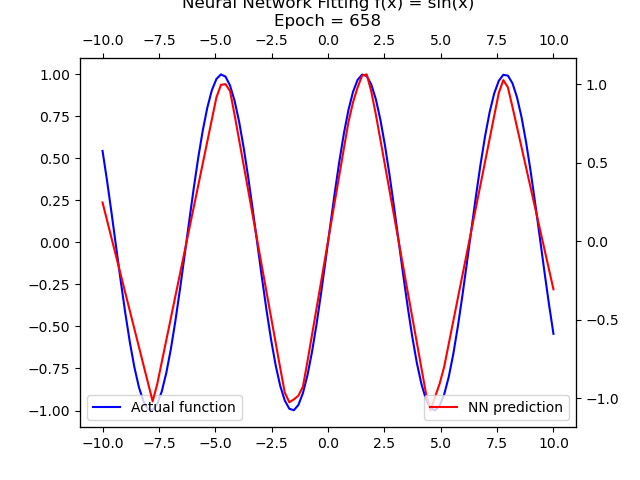 Neural Network Fitting f(x) = sin(x)
Epoch = 658
−10.0 −7.5 −5.0 −2.5 0.0 2.5 5.0 7.5 10.0
1.00
0.75
0.50
0.25
0.00
−0.25
−0.50
−0.75
−1.00
1.0
0.5
0.0
−0.5
−1.0
Actual function
NN prediction
−10.0 −7.5 −5.0 −2.5 0.0 2.5 5.0 7.5 10.0